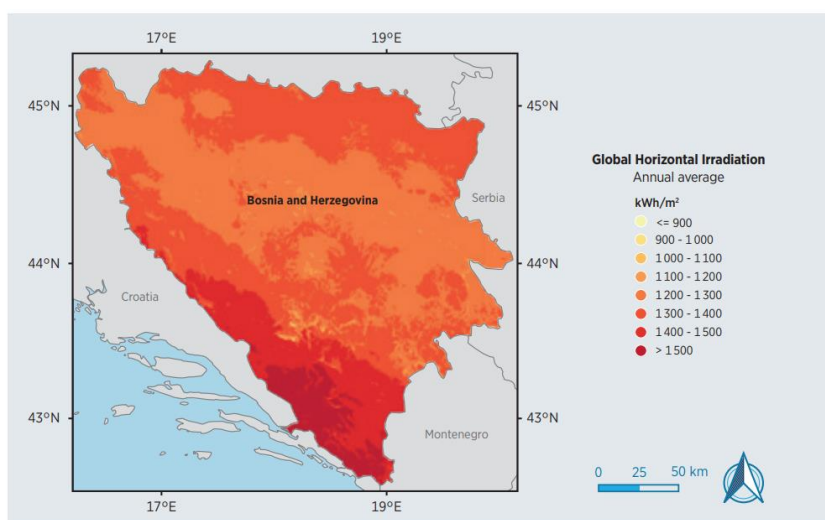 17°E 19°E
45°N 45°N
Global Horizontal Irradiation
Annual average
kWh/m²
<= 900
900 - 1 000
1 000 - 1 100
1 100 - 1 200
1 200 - 1 300
1 300 - 1 400
1 400 - 1 500
> 1 500
Bosnia and Herzegovina
Serbia
44°N 44°N
Croatia
43°N 43°N
Montenegro
0 25 50 km
17°E 19°E